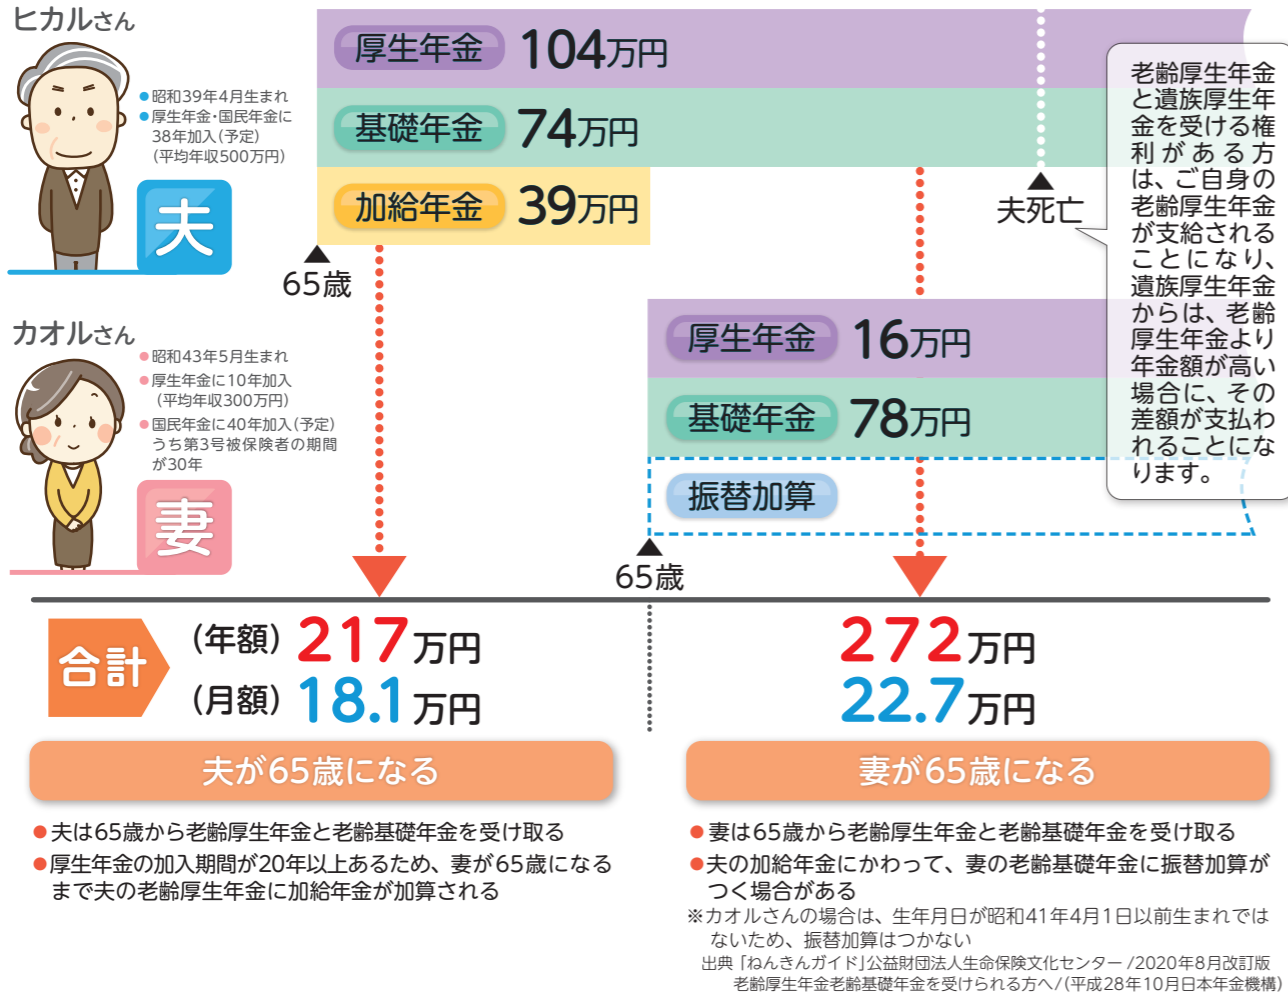 ヒカルさん
●昭和39年4月生まれ
●厚生年金・国民年金に
38年加入(予定)
(平均年収500万円)
夫
厚生年金 104万円
基礎年金 74万円
加給年金 39万円
65歳
夫死亡
老齢厚生年金
と遺族厚生年
金を受ける権
利がある方
は、ご自身の
老齢厚生年金
が支給される
ことになり、
遺族厚生年金
からは、老齢
厚生年金より
年金額が高い
場合に、その
差額が支払わ
れることにな
ります。
カオルさん
●昭和43年5月生まれ
●厚生年金に10年加入
(平均年収300万円)
●国民年金に40年加入(予定)
うち第3号被保険者の期間
が30年
妻
厚生年金 16万円
基礎年金 78万円
振替加算
65歳
合計
(年額) 217万円
(月額) 18.1万円
272万円
22.7万円
夫が65歳になる
●夫は65歳から老齢厚生年金と老齢基礎年金を受け取る
●厚生年金の加入期間が20年以上あるため、妻が65歳になる
まで夫の老齢厚生年金に加給年金が加算される
妻が65歳になる
●妻は65歳から老齢厚生年金と老齢基礎年金を受け取る
●夫の加給年金にかわって、妻の老齢基礎年金に振替加算が
つく場合がある
※カオルさんの場合は、生年月日が昭和41年4月1日以前生まれでは
ないため、振替加算はつかない
出典「ねんきんガイド」公益財団法人生命保険文化センター/2020年8月改訂版
老齢厚生年金老齢基礎年金を受けられる方へ/(平成28年10月日本年金機構)